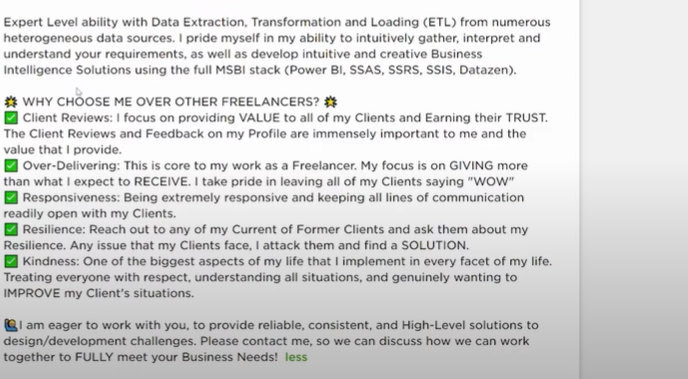 Expert Level ability with Data Extraction, Transformation and Loading (ETL) from numerous
heterogeneous data sources. I pride myself in my ability to intuitively gather, interpret and
understand your requirements, as well as develop intuitive and creative Business
Intelligence Solutions using the full MSBI stack (Power BI, SSAS, SSRS, SSIS, Datazen).
🌟 WHY CHOOSE ME OVER OTHER FREELANCERS? 🌟
✅ Client Reviews: I focus on providing VALUE to all of my Clients and Earning their TRUST.
The Client Reviews and Feedback on my Profile are immensely important to me and the
value that I provide.
✅ Over-Delivering: This is core to my work as a Freelancer. My focus is on GIVING more
than what I expect to RECEIVE. I take pride in leaving all of my Clients saying "WOW"
✅ Responsiveness: Being extremely responsive and keeping all lines of communication
readily open with my Clients.
✅ Resilience: Reach out to any of my Current of Former Clients and ask them about my
Resilience. Any issue that my Clients face, I attack them and find a SOLUTION.
✅ Kindness: One of the biggest aspects of my life that I implement in every facet of my life.
Treating everyone with respect, understanding all situations, and genuinely wanting to
IMPROVE my Client's situations.
🙋I am eager to work with you, to provide reliable, consistent, and High-Level solutions to
design/development challenges. Please contact me, so we can discuss how we can work
together to FULLY meet your Business Needs! less